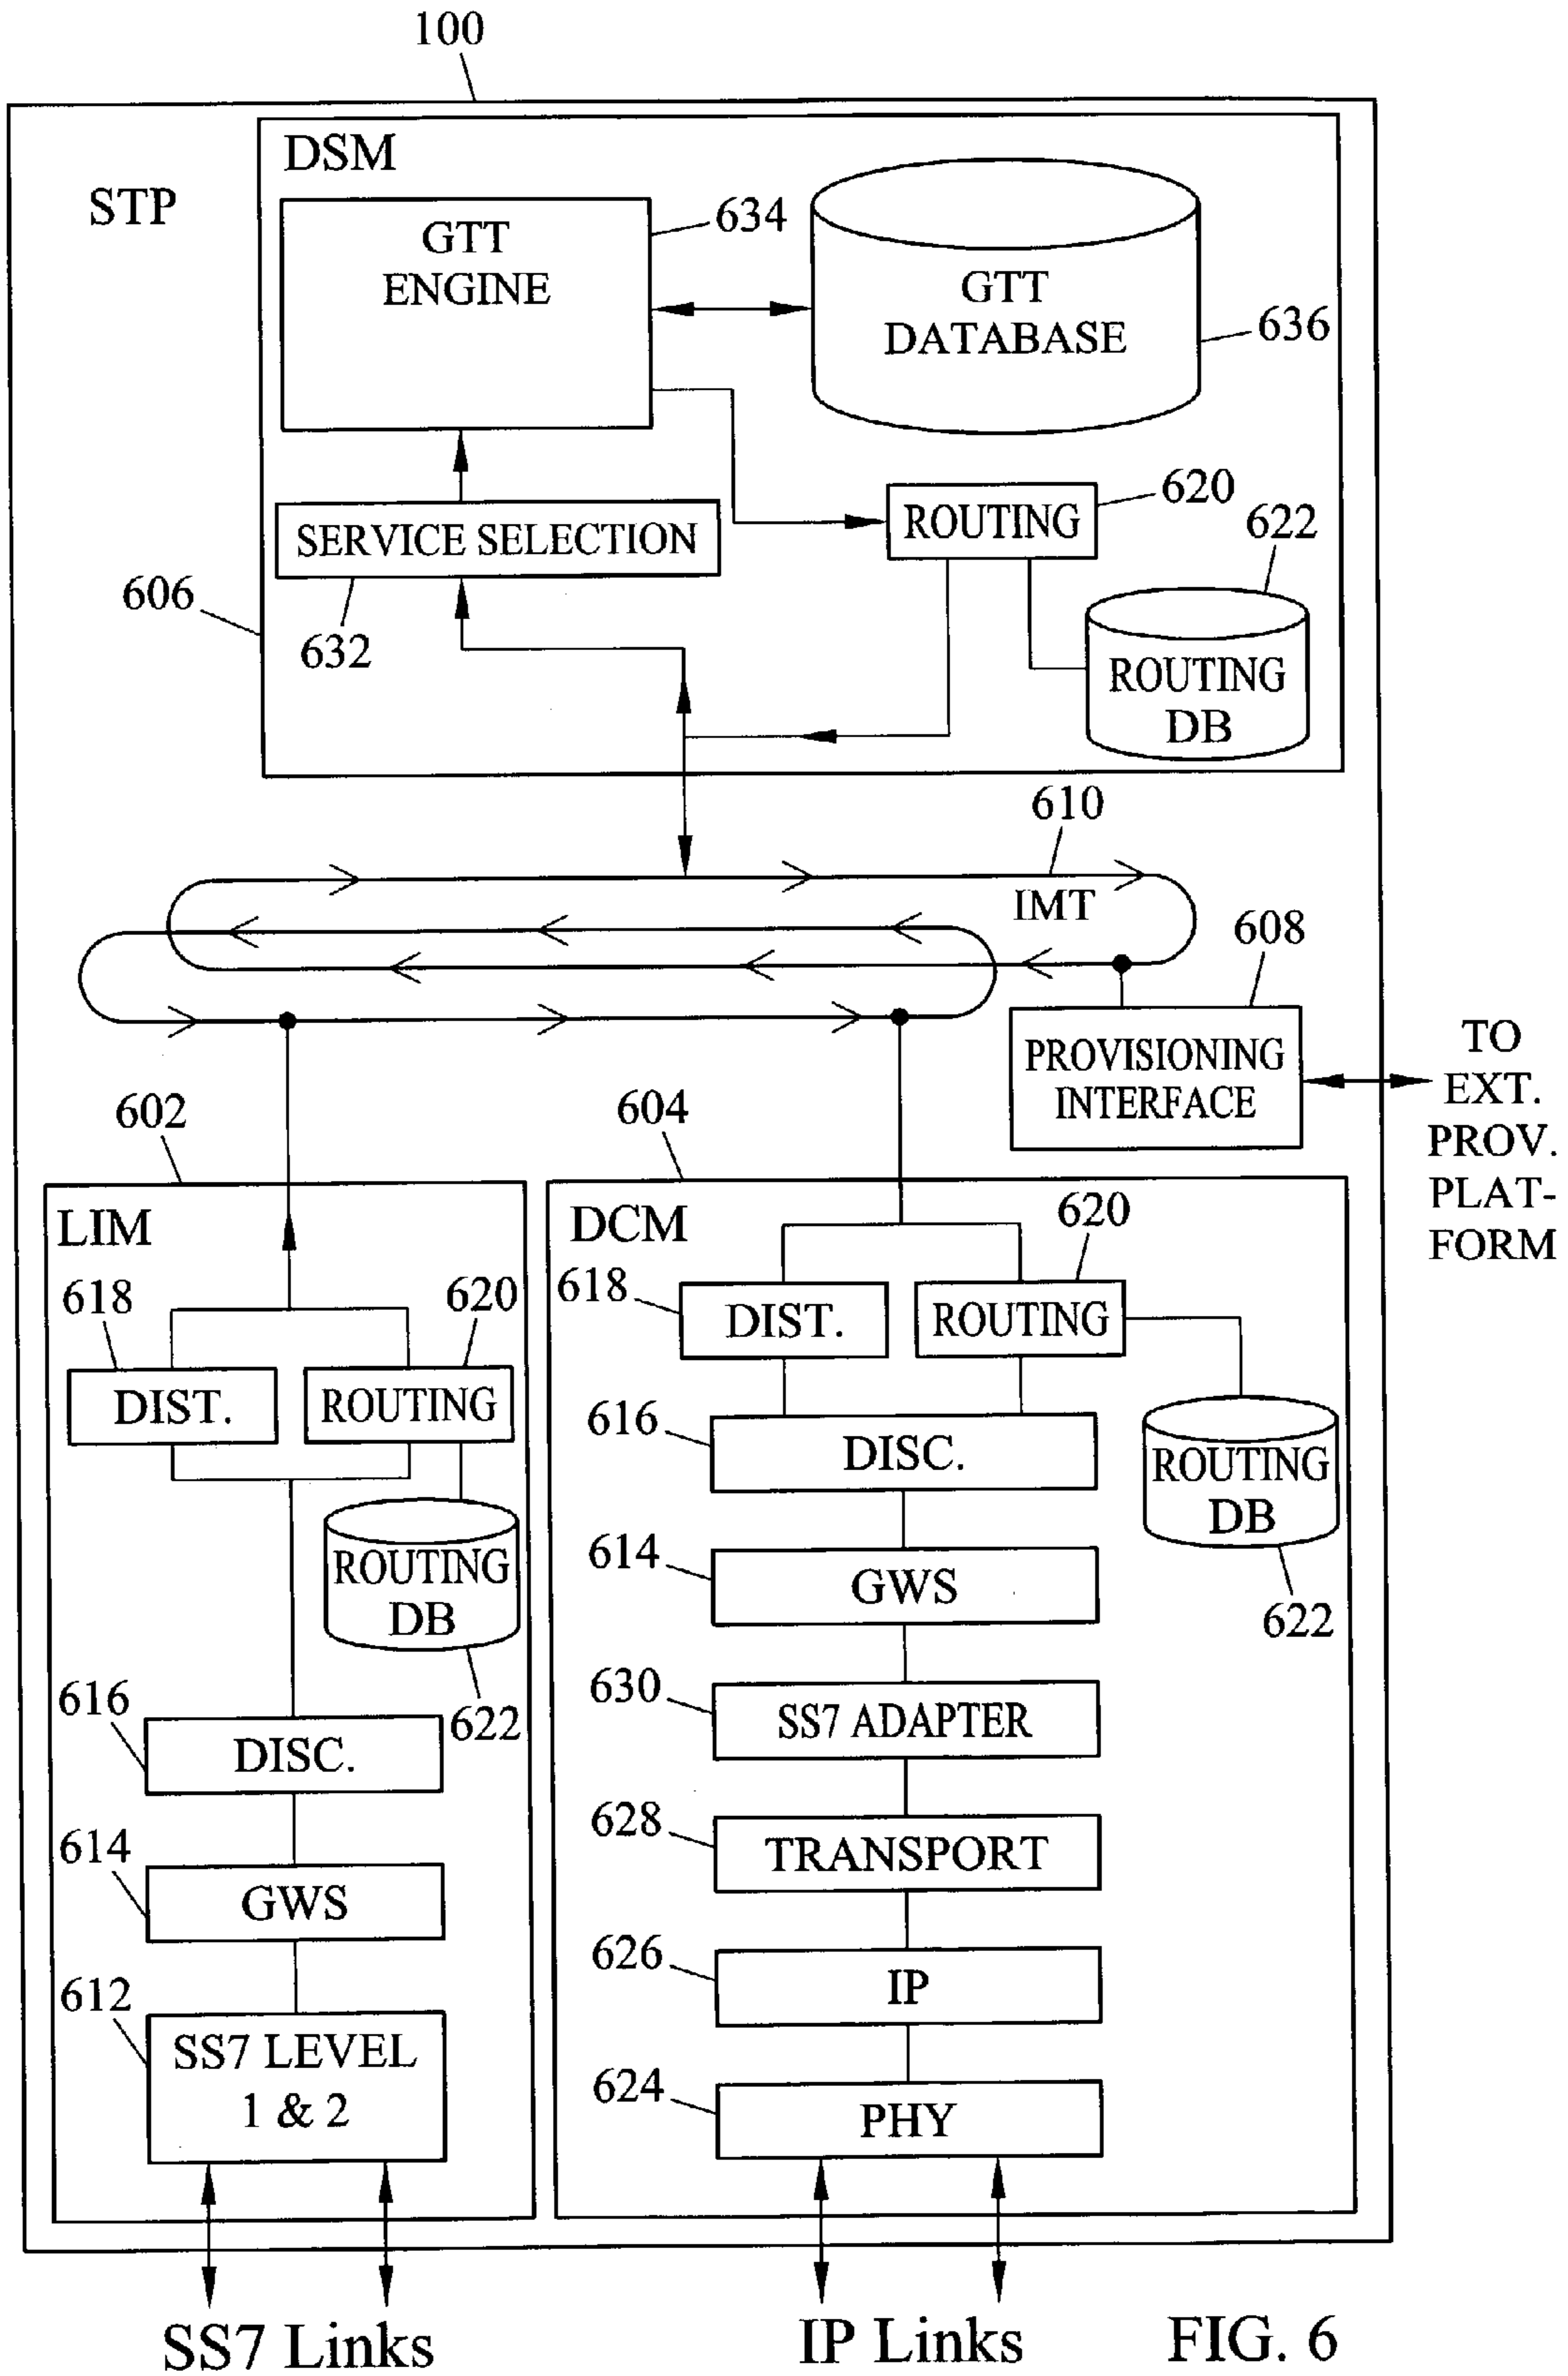 100
STP
DSM
GTT
ENGINE
634
GTT
DATABASE
636
SERVICE SELECTION
632
606
ROUTING
620
622
ROUTING
DB
610
IMT
608
PROVISIONING
INTERFACE
TO
EXT.
PROV.
PLAT-
FORM
602
LIM
618
620
DIST.
ROUTING
ROUTING
DB
622
616
DISC.
614
GWS
612
SS7 LEVEL
1 & 2
604
DCM
620
618
DIST.
ROUTING
616
DISC.
ROUTING
DB
622
614
GWS
630
SS7 ADAPTER
628
TRANSPORT
626
IP
624
PHY
SS7 Links
IP Links
FIG. 6